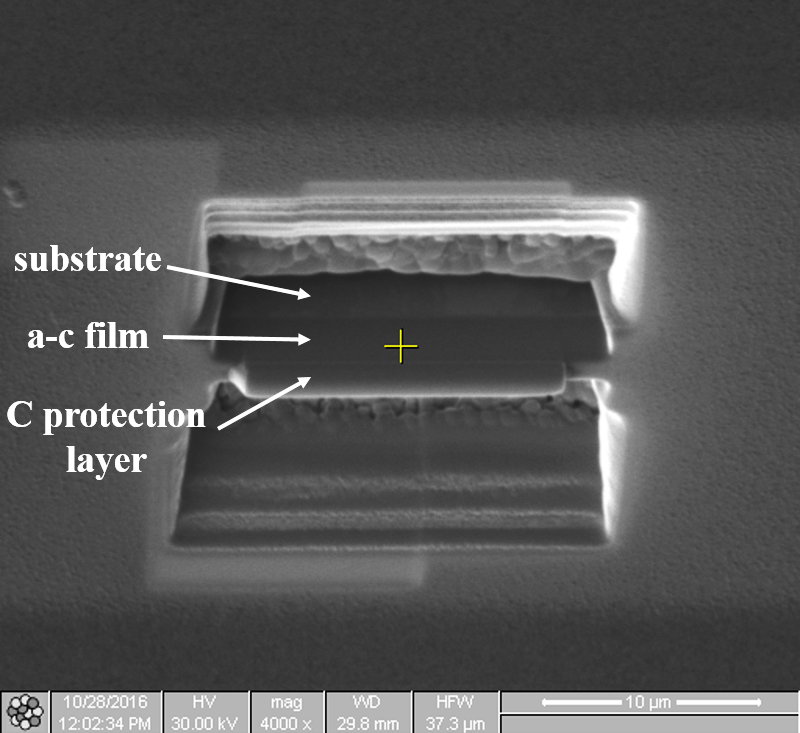 substrate
a-c film
C protection
layer
10/28/2016
12:02:34 PM
HV
30.00 kV
mag
4000 x
WD
29.8 mm
HFW
37.3 µm
10 µm